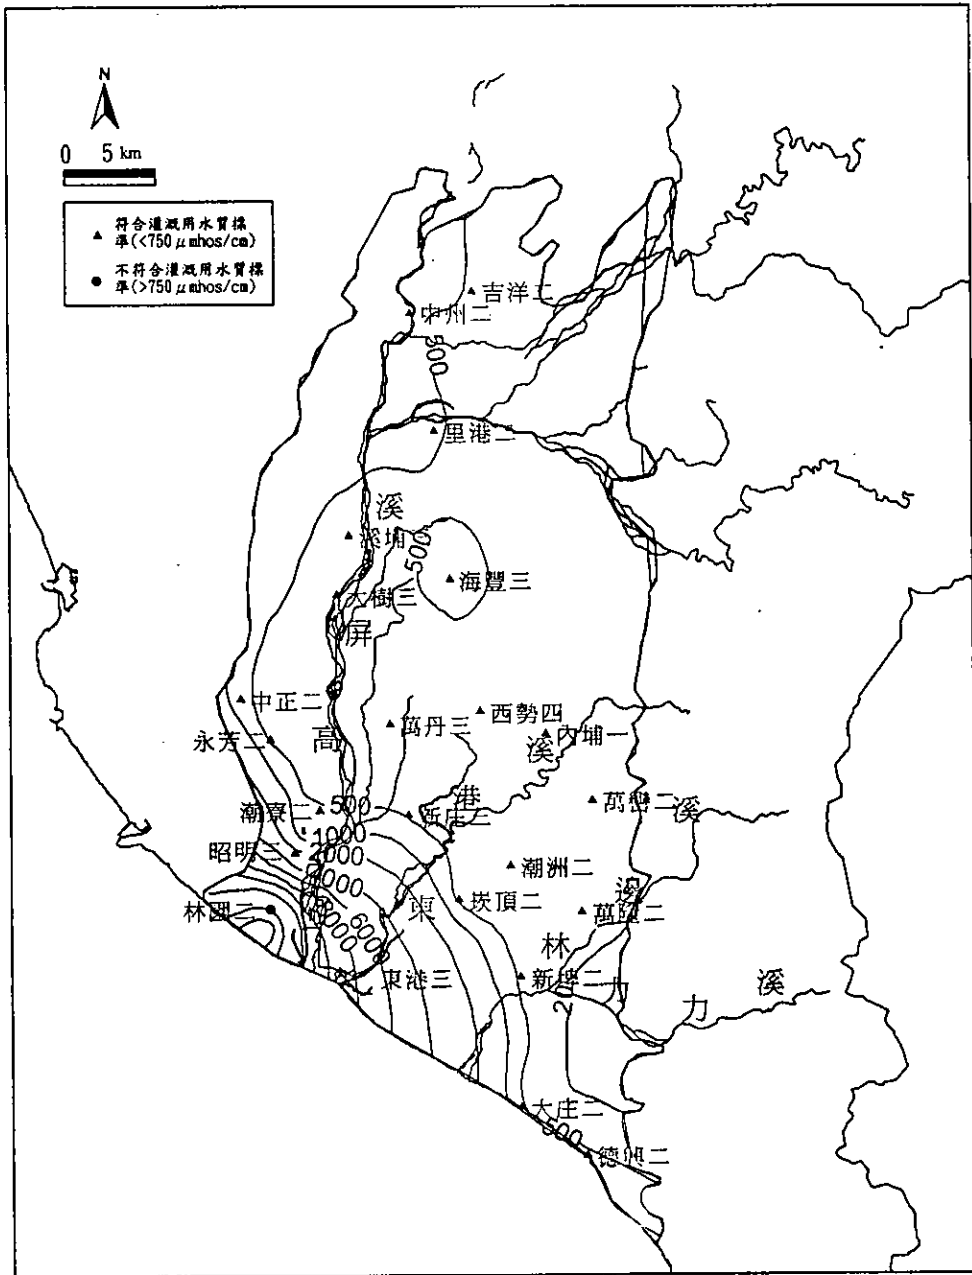 N
0 5 km
符合灌溉用水質標
準(<750 μmhos/cm)
不符合灌溉用水質標
準(>750 μmhos/cm)
吉洋二
中州二
500
里港二
溪
溪埔二
500
海豐三
大樹三
屏
中正二
西勢四
萬丹三
內埔一
永芳二
高
溪
港
萬巒二
溪
潮寮二
500
新庄三
1000
昭明三
潮洲二
邊
林園二
東
崁頂二
萬隆二
林
東港三
新埤二
力
力
溪
大庄二
500
德興二